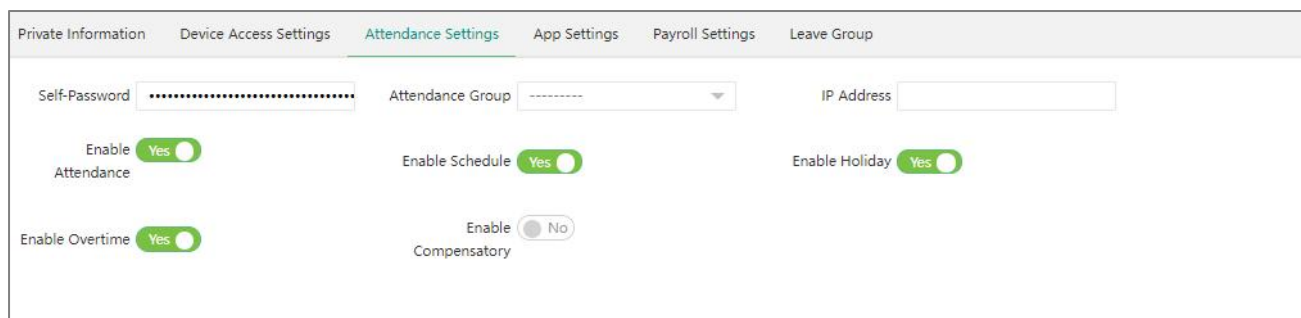 Private Information Device Access Settings Attendance Settings App Settings Payroll Settings Leave Group
Self-Password •••••••••••••••••••••••••••••••••• Attendance Group --------- IP Address
Enable Attendance Yes Enable Schedule Yes Enable Holiday Yes
Enable Overtime Yes Enable Compensatory No